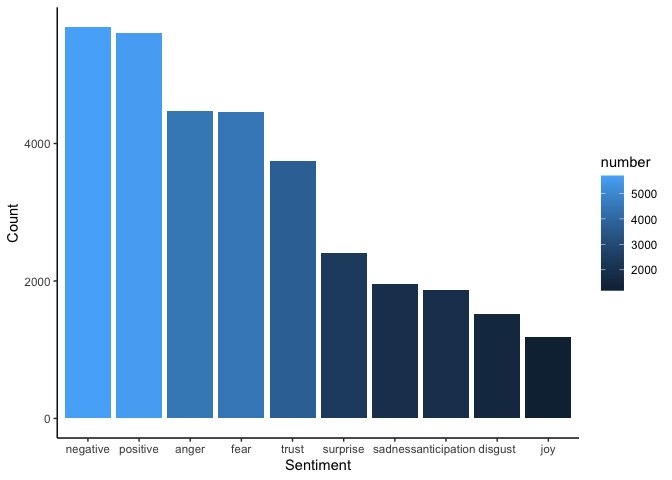 Count
4000
2000
0
negative positive anger fear trust surprise sadness anticipation disgust joy
Sentiment
number
5000
4000
3000
2000